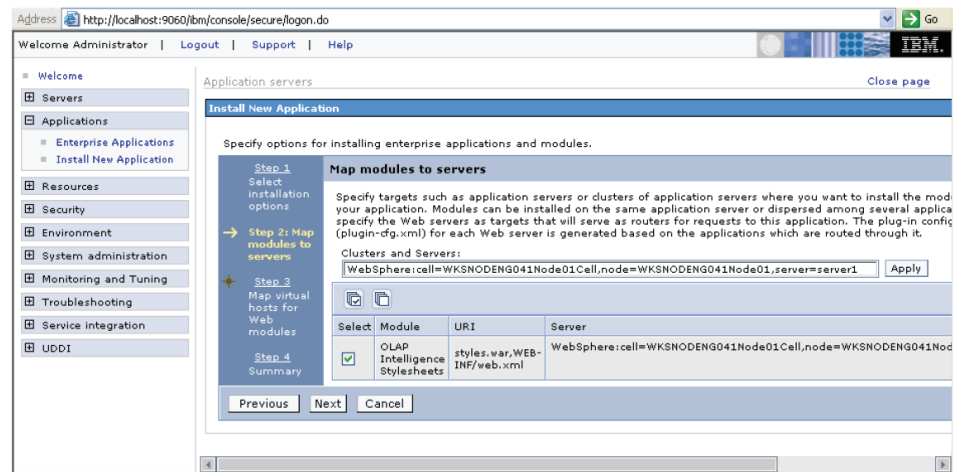 Address http://localhost:9060/ibm/console/secure/logon.do Go
Welcome Administrator | Logout | Support | Help IBM.
Welcome
Servers
Applications
Enterprise Applications
Install New Application
Resources
Security
Environment
System administration
Monitoring and Tuning
Troubleshooting
Service integration
UDDI
Application servers Close page
Install New Application
Specify options for installing enterprise applications and modules.
Step 1
Select
installation
options
Step 2: Map
modules to
servers
Step 3
Map virtual
hosts for
Web
modules
Step 4
Summary
Map modules to servers
Specify targets such as application servers or clusters of application servers where you want to install the mod
your application. Modules can be installed on the same application server or dispersed among several applica
specify the Web servers as targets that will serve as routers for requests to this application. The plug-in config
(plugin-cfg.xml) for each Web server is generated based on the applications which are routed through it.
Clusters and Servers:
WebSphere:cell=WKSNODENG041Node01Cell,node=WKSNODENG041Node01,server=server1 Apply
Select Module URI Server
OLAP
Intelligence
Stylesheets
styles.war,WEB-
INF/web.xml
WebSphere:cell=WKSNODENG041Node01Cell,node=WKSNODENG041Nod
Previous Next Cancel